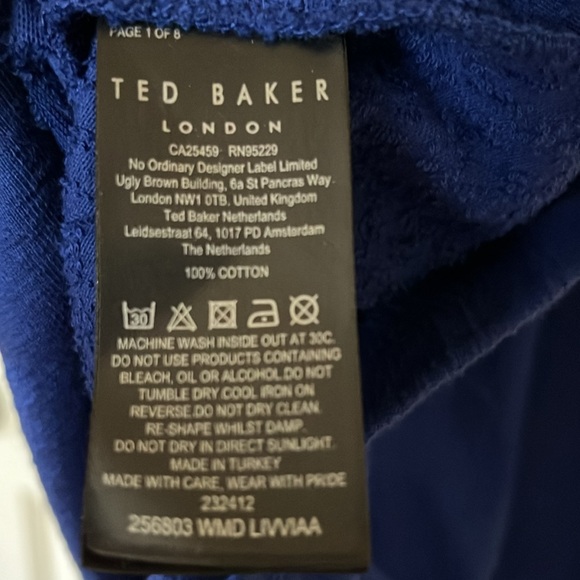 PAGE 1 OF 8
TED BAKER
LONDON
CA25459 RN95229
No Ordinary Designer Label Limited
Ugly Brown Building, 6a St Pancras Way
London NW1 0TB, United Kingdom
Ted Baker Netherlands
Leidsestraat 64, 1017 PD Amsterdam
The Netherlands
100% COTTON
30
MACHINE WASH INSIDE OUT AT 30C.
DO NOT USE PRODUCTS CONTAINING
BLEACH, OIL OR ALCOHOL.DO NOT
TUMBLE DRY.COOL IRON ON
REVERSE.DO NOT DRY CLEAN.
RE-SHAPE WHILST DAMP.
DO NOT DRY IN DIRECT SUNLIGHT.
MADE IN TURKEY
MADE WITH CARE, WEAR WITH PRIDE
232412
256803 WMD LIVVIAA